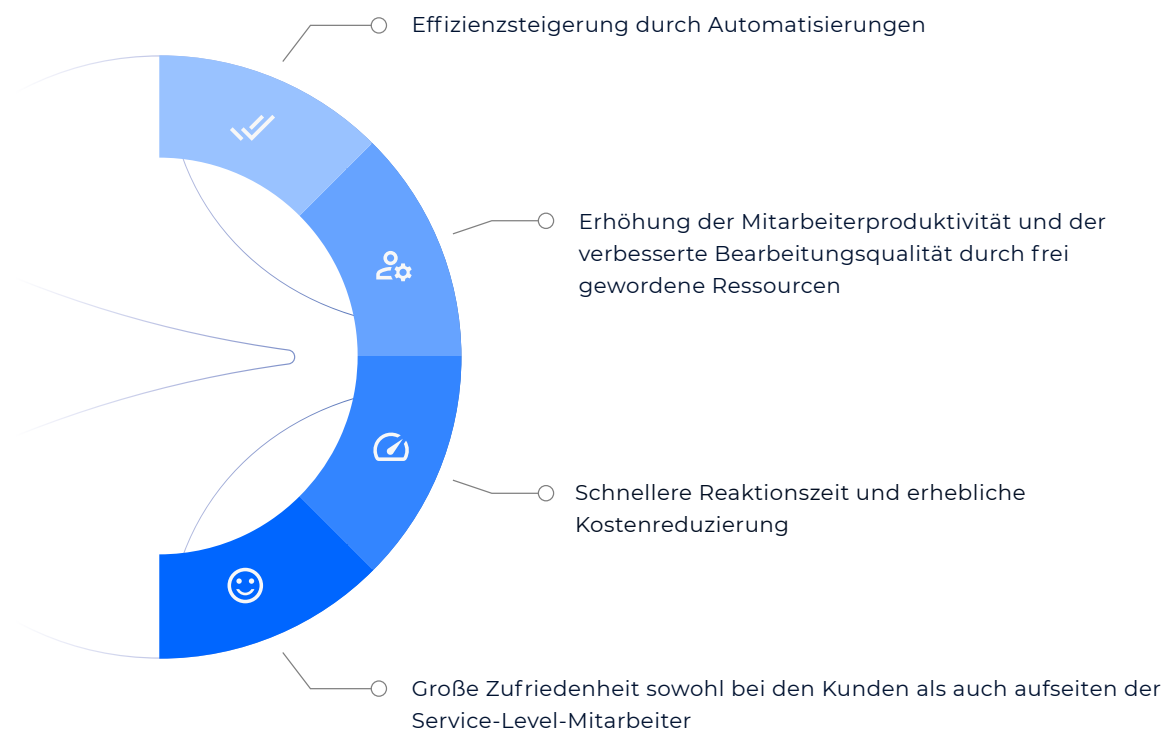 Effizienzsteigerung durch Automatisierungen
Erhöhung der Mitarbeiterproduktivität und der
verbesserte Bearbeitungsqualität durch frei
gewordene Ressourcen
Schnellere Reaktionszeit und erhebliche
Kostenreduzierung
Große Zufriedenheit sowohl bei den Kunden als auch aufseiten der
Service-Level-Mitarbeiter